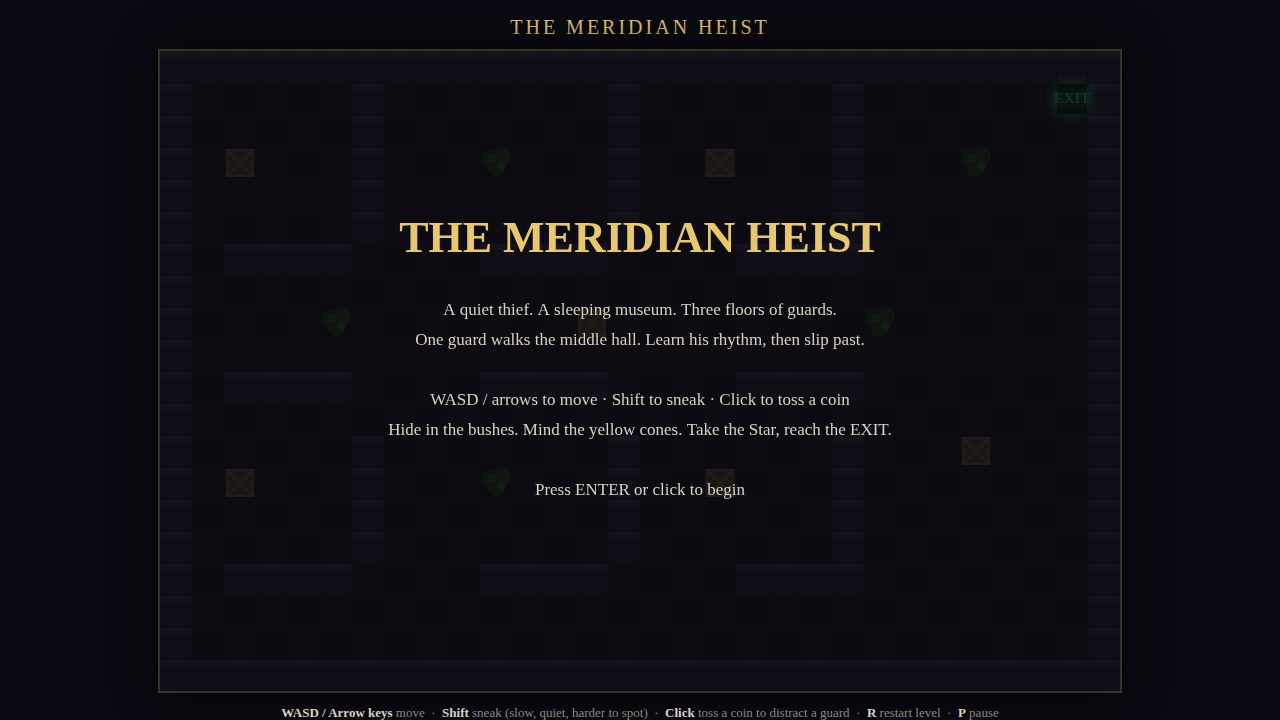 THE MERIDIAN HEIST
EXIT
THE MERIDIAN HEIST
A quiet thief. A sleeping museum. Three floors of guards.
One guard walks the middle hall. Learn his rhythm, then slip past.
WASD / arrows to move · Shift to sneak · Click to toss a coin
Hide in the bushes. Mind the yellow cones. Take the Star, reach the EXIT.
Press ENTER or click to begin
WASD / Arrow keys move · Shift sneak (slow, quiet, harder to spot) · Click toss a coin to distract a guard · R restart level · P pause